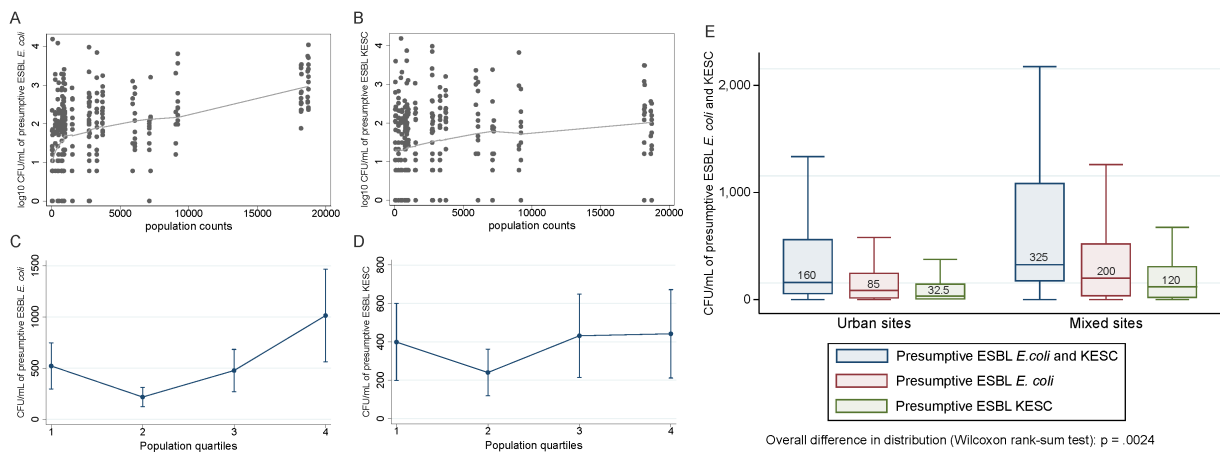 A
log10 CFU/mL of presumptive ESBL E. coli
4
3
2
1
0
0 5000 10000 15000 20000
population counts
B
log10 CFU/mL of presumptive ESBL KESC
4
3
2
1
0
0 5000 10000 15000 20000
population counts
C
CFU/mL of presumptive ESBL E. coli
1500
1000
500
0
1 2 3 4
Population quartiles
D
CFU/mL of presumptive ESBL KESC
800
600
400
200
0
1 2 3 4
Population quartiles
E
CFU/mL of presumptive ESBL E. coli and KESC
2,000
1,000
0
160 85 32.5 325 200 120
Urban sites Mixed sites
Presumptive ESBL E.coli and KESC
Presumptive ESBL E. coli
Presumptive ESBL KESC
Overall difference in distribution (Wilcoxon rank-sum test): p = .0024